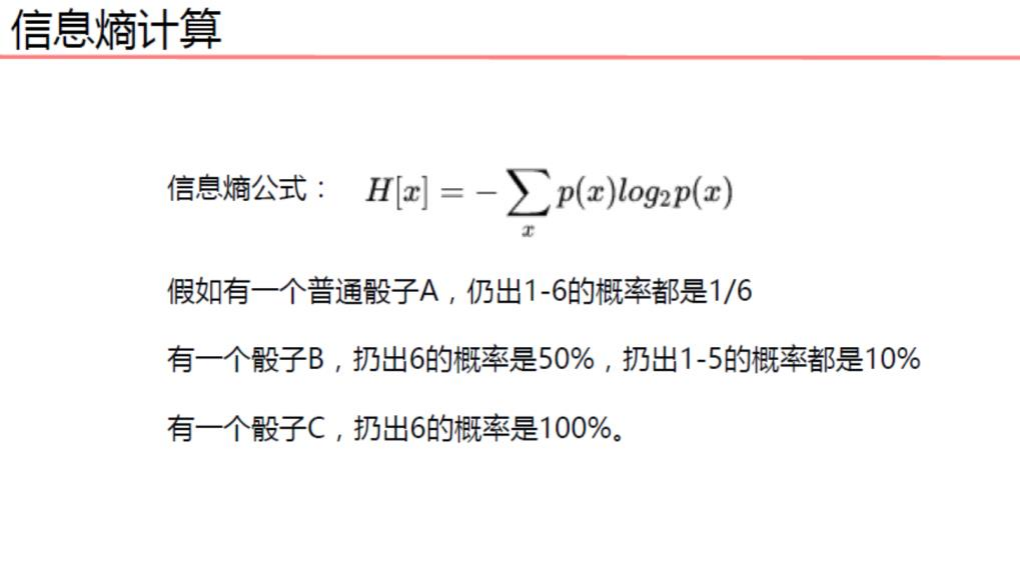 信息熵计算
信息熵公式： H[x] = −∑ₓ p(x)log₂p(x)
假如有一个普通骰子A，仍出1-6的概率都是1/6
有一个骰子B，扔出6的概率是50%，扔出1-5的概率都是10%
有一个骰子C，扔出6的概率是100%。